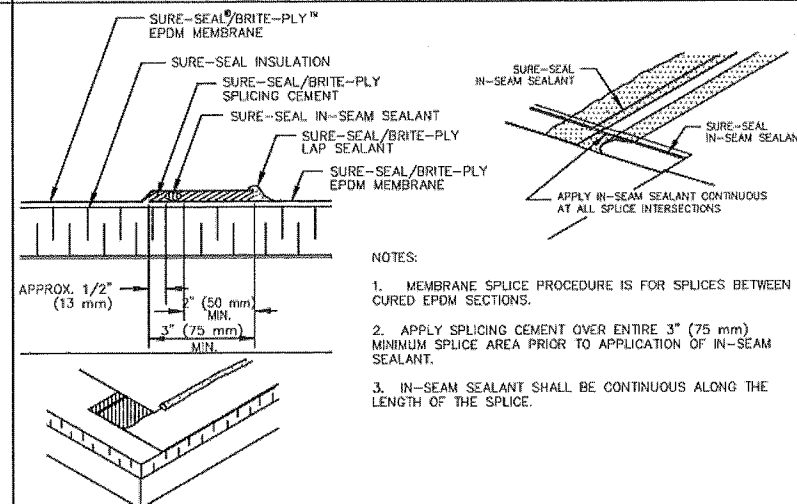 SURE-SEAL®/BRITE-PLY™
EPDM MEMBRANE
SURE-SEAL INSULATION
SURE-SEAL/BRITE-PLY
SPLICING CEMENT
SURE-SEAL IN-SEAM SEALANT
SURE-SEAL/BRITE-PLY
LAP SEALANT
SURE-SEAL/BRITE-PLY
EPDM MEMBRANE
APPROX. 1/2"
(13 mm)
2" (50 mm)
MIN.
3" (75 mm)
MIN.
SURE-SEAL
IN-SEAM SEALANT
SURE-SEAL
IN-SEAM SEALAN
APPLY IN-SEAM SEALANT CONTINUOUS
AT ALL SPLICE INTERSECTIONS
NOTES:
1. MEMBRANE SPLICE PROCEDURE IS FOR SPLICES BETWEEN
CURED EPDM SECTIONS.
2. APPLY SPLICING CEMENT OVER ENTIRE 3" (75 mm)
MINIMUM SPLICE AREA PRIOR TO APPLICATION OF IN-SEAM
SEALANT.
3. IN-SEAM SEALANT SHALL BE CONTINUOUS ALONG THE
LENGTH OF THE SPLICE.